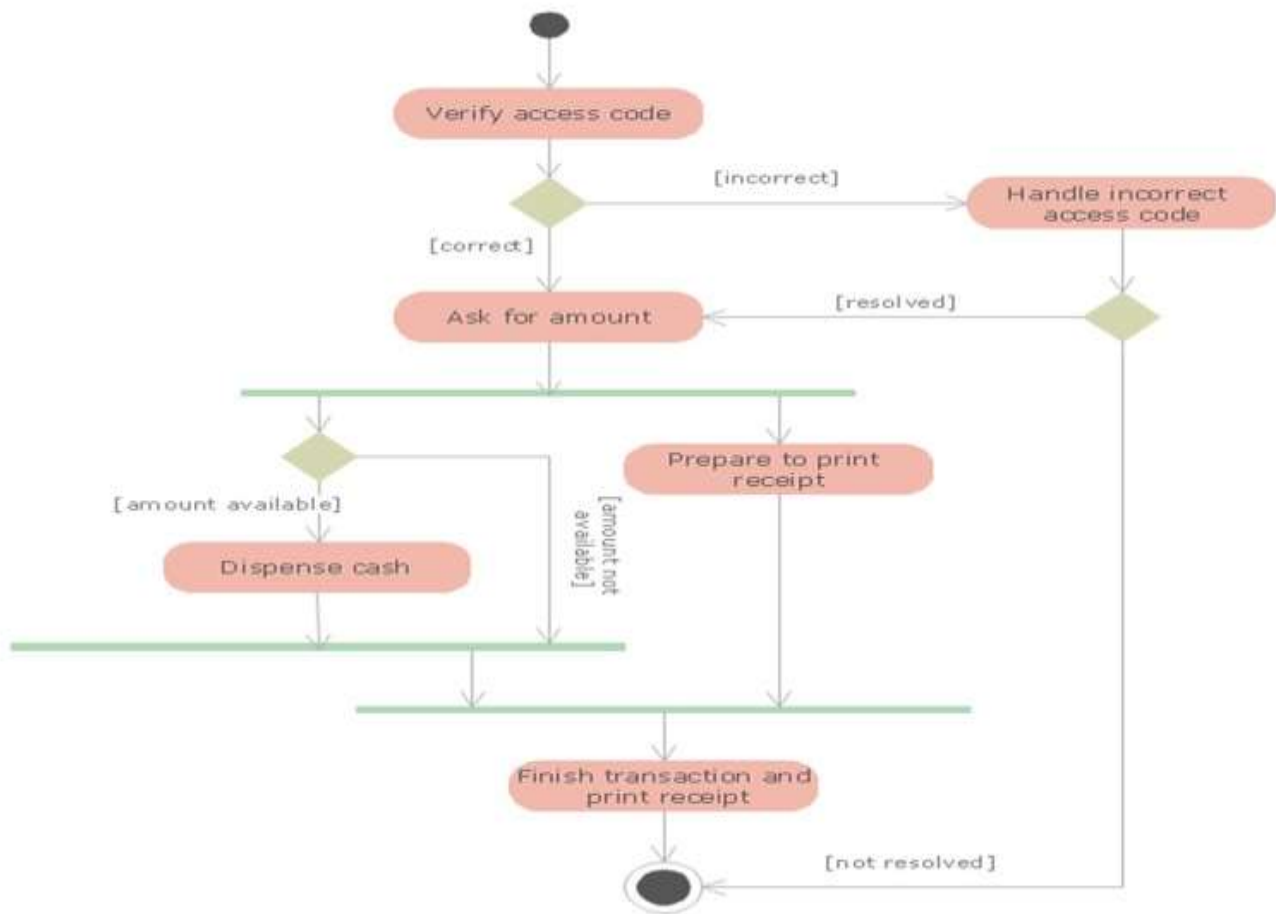 Verify access code
[incorrect]
Handle incorrect
access code
[correct]
[resolved]
Ask for amount
Prepare to print
receipt
[amount available]
[amount not
available]
Dispense cash
Finish transaction and
print receipt
[not resolved]